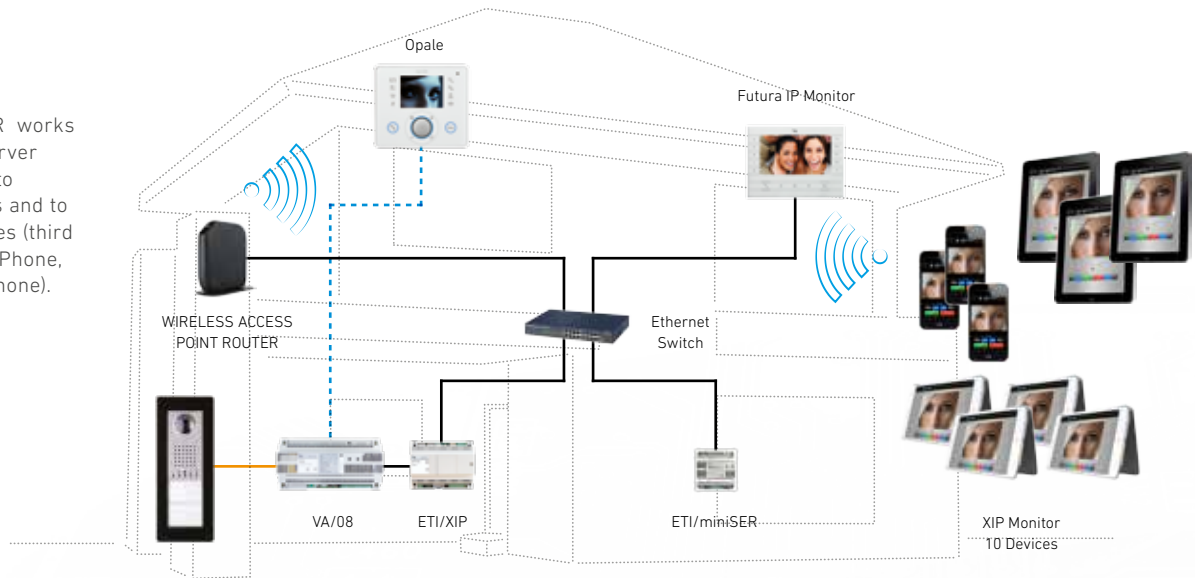 R works
rver
to
s and to
es (third
Phone,
hone).
Opale
Futura IP Monitor
WIRELESS ACCESS
POINT ROUTER
Ethernet
Switch
VA/08
ETI/XIP
ETI/miniSER
XIP Monitor
10 Devices